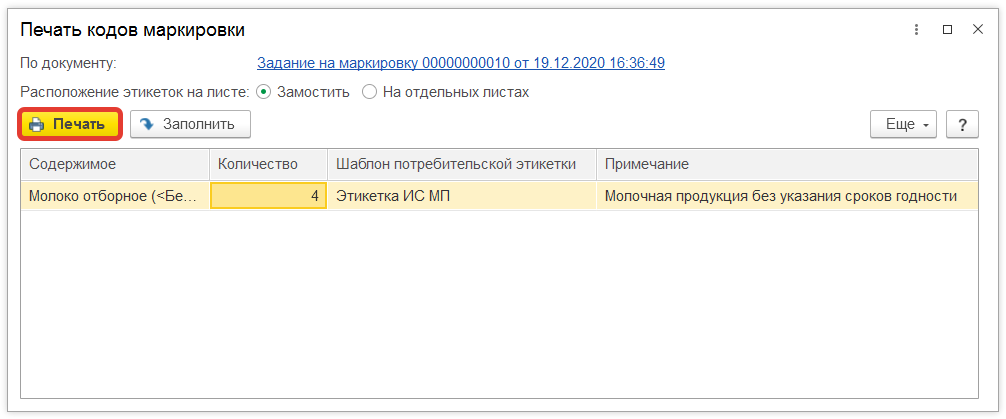 Печать кодов маркировки
По документу: Задание на маркировку 00000000010 от 19.12.2020 16:36:49
Расположение этикеток на листе: Замостить На отдельных листах
Печать Заполнить Еще ?
Содержимое Количество Шаблон потребительской этикетки Примечание
Молоко отборное (<Бе... 4 Этикетка ИС МП Молочная продукция без указания сроков годности